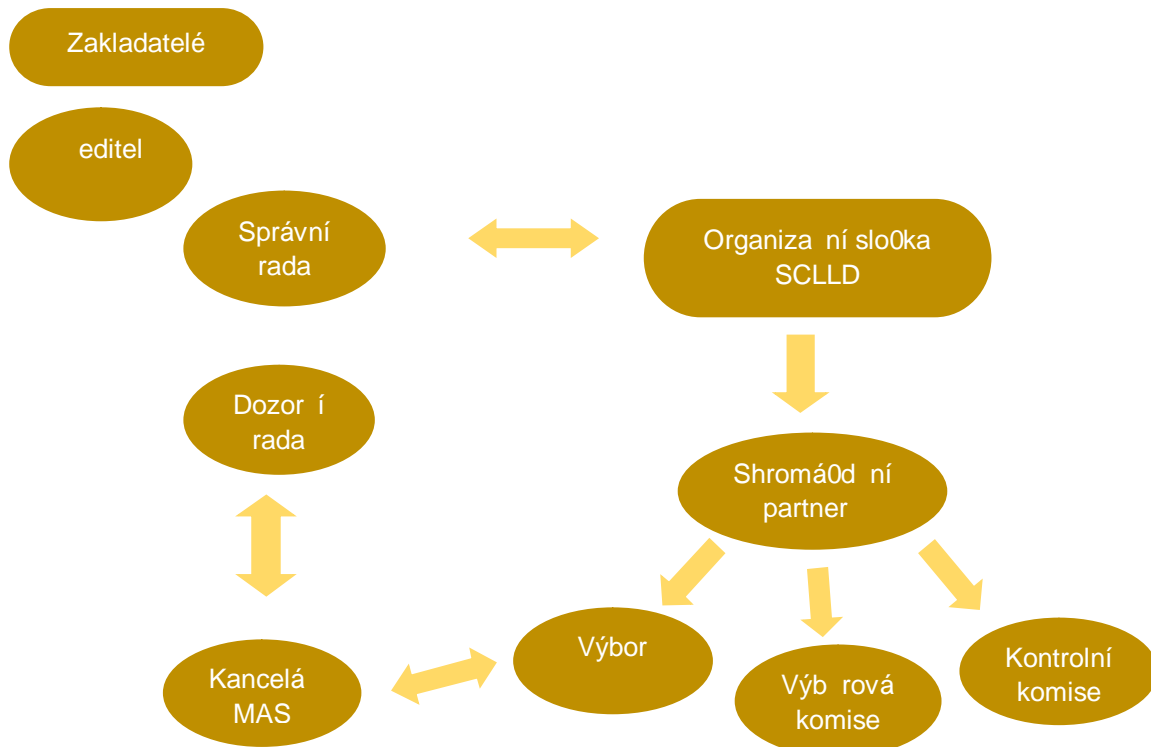 Zakladatelé
editel
Správní
rada
Organiza ní slo0ka
SCLLD
Dozor í
rada
Shromá0d ní
partner
Výbor
Kontrolní
komise
Kancelá
MAS
Výb rová
komise